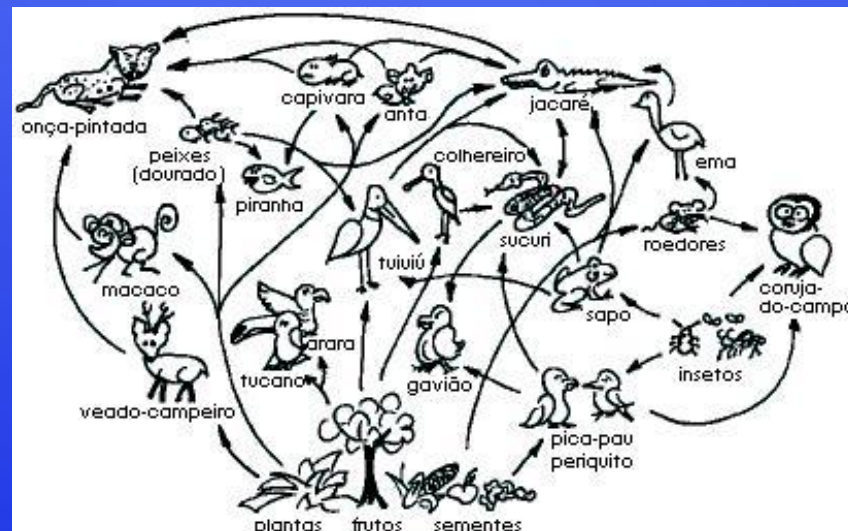 capivara
anta
onça-pintada
jacaré
peixes
(dourado)
colhereiro
ema
piranha
sucuri
roedores
tuiuiú
macaco
coruja-
do-campo
sapo
arara
tucano
gavião
insetos
veado-campeiro
pica-pau
periquito
plantas frutos sementes